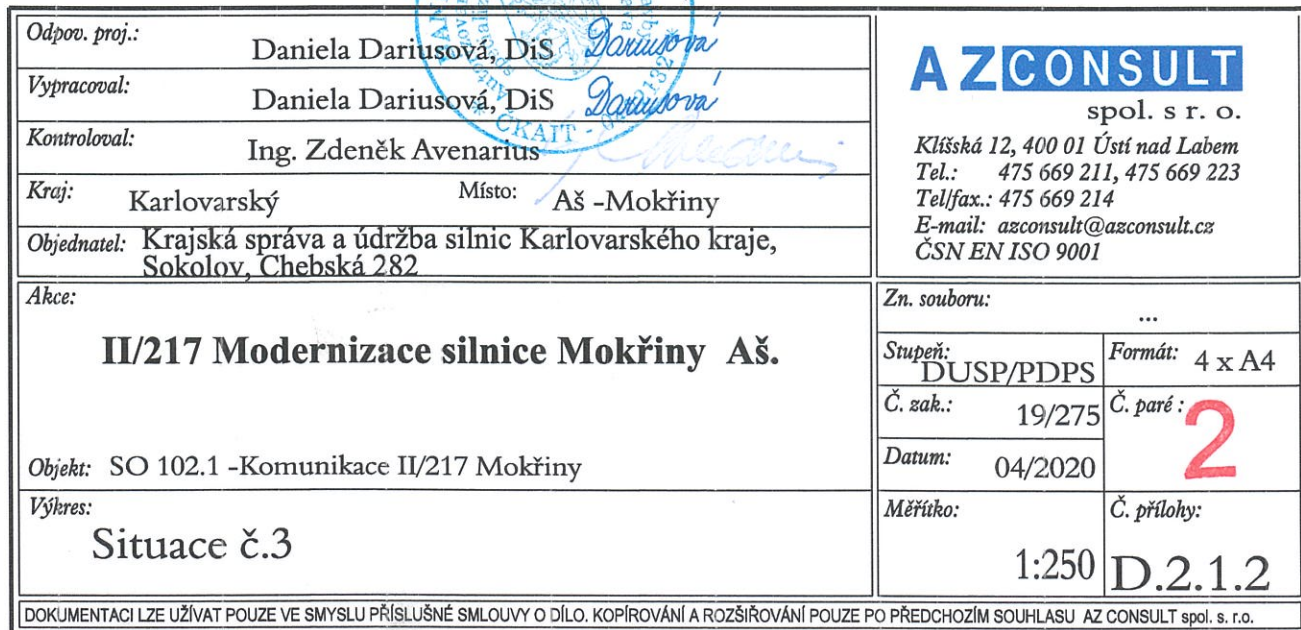 Odpov. proj.: Daniela Dariusová, DiS Dariusová
Vypracoval: Daniela Dariusová, DiS Dariusová
Kontroloval: Ing. Zdeněk Avenarius
Kraj: Karlovarský Místo: Aš -Mokřiny
Objednatel: Krajská správa a údržba silnic Karlovarského kraje,
Sokolov, Chebská 282
ČKAIT
A Z CONSULT
spol. s r. o.
Klíšská 12, 400 01 Ústí nad Labem
Tel.: 475 669 211, 475 669 223
Tel/fax.: 475 669 214
E-mail: azconsult@azconsult.cz
ČSN EN ISO 9001
Akce:
II/217 Modernizace silnice Mokřiny Aš.
Objekt: SO 102.1 -Komunikace II/217 Mokřiny
Výkres:
Situace č.3
Zn. souboru:
...
Stupeň: DUSP/PDPS Formát: 4 x A4
Č. zak.: 19/275 Č. paré : 2
Datum: 04/2020
Měřítko: 1:250 Č. přílohy: D.2.1.2
DOKUMENTACI LZE UŽÍVAT POUZE VE SMYSLU PŘÍSLUŠNÉ SMLOUVY O DÍLO. KOPÍROVÁNÍ A ROZŠIŘOVÁNÍ POUZE PO PŘEDCHOZÍM SOUHLASU AZ CONSULT spol. s. r.o.